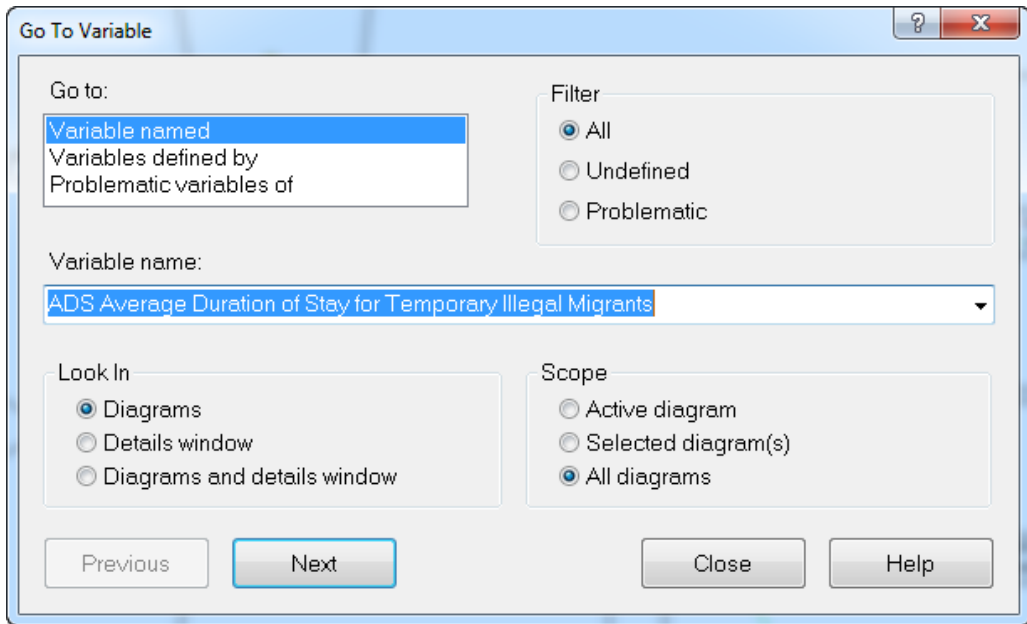 Go To Variable
Go to:
Variable named
Variables defined by
Problematic variables of
Filter
All
Undefined
Problematic
Variable name:
ADS Average Duration of Stay for Temporary Illegal Migrants
Look In
Diagrams
Details window
Diagrams and details window
Scope
Active diagram
Selected diagram(s)
All diagrams
Previous
Next
Close
Help